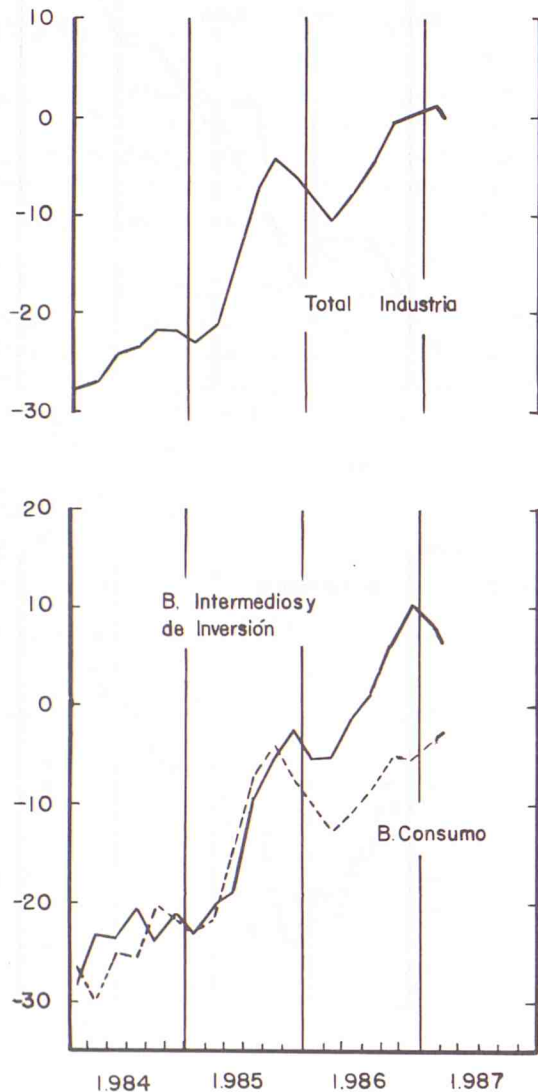 10
0
-10
-20
-30
Total Industria
20
10
0
-10
-20
-30
B. Intermedios y
de Inversión
B. Consumo
1.984 1.985 1.986 1.987